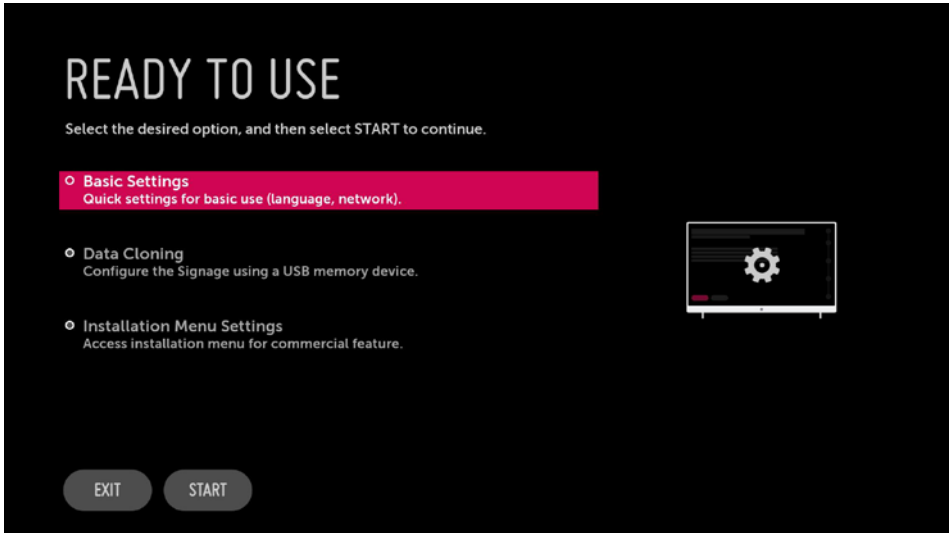 READY TO USE
Select the desired option, and then select START to continue.
Basic Settings
Quick settings for basic use (language, network).
Data Cloning
Configure the Signage using a USB memory device.
Installation Menu Settings
Access installation menu for commercial feature.
EXIT
START